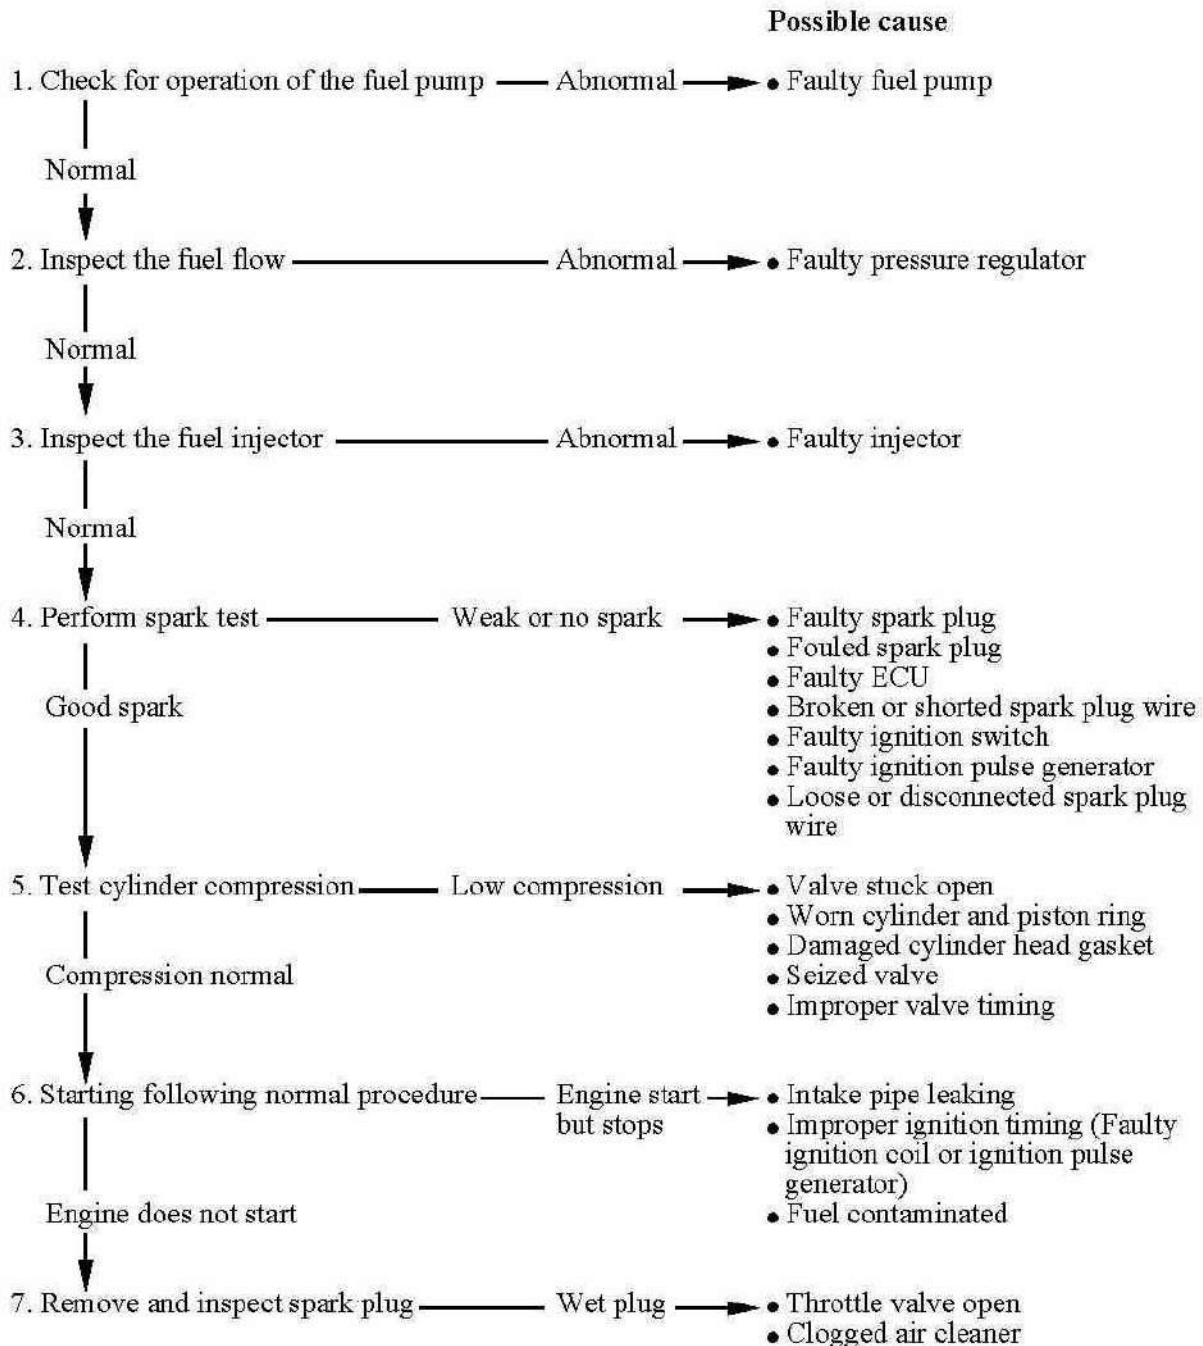 Possible cause
1. Check for operation of the fuel pump Abnormal • Faulty fuel pump
Normal
2. Inspect the fuel flow Abnormal • Faulty pressure regulator
Normal
3. Inspect the fuel injector Abnormal • Faulty injector
Normal
4. Perform spark test Weak or no spark • Faulty spark plug
• Fouled spark plug
• Faulty ECU
Good spark • Broken or shorted spark plug wire
• Faulty ignition switch
• Faulty ignition pulse generator
• Loose or disconnected spark plug
wire
5. Test cylinder compression Low compression • Valve stuck open
• Worn cylinder and piston ring
• Damaged cylinder head gasket
Compression normal • Seized valve
• Improper valve timing
6. Starting following normal procedure Engine start • Intake pipe leaking
but stops • Improper ignition timing (Faulty
ignition coil or ignition pulse
generator)
Engine does not start • Fuel contaminated
7. Remove and inspect spark plug Wet plug • Throttle valve open
• Clogged air cleaner